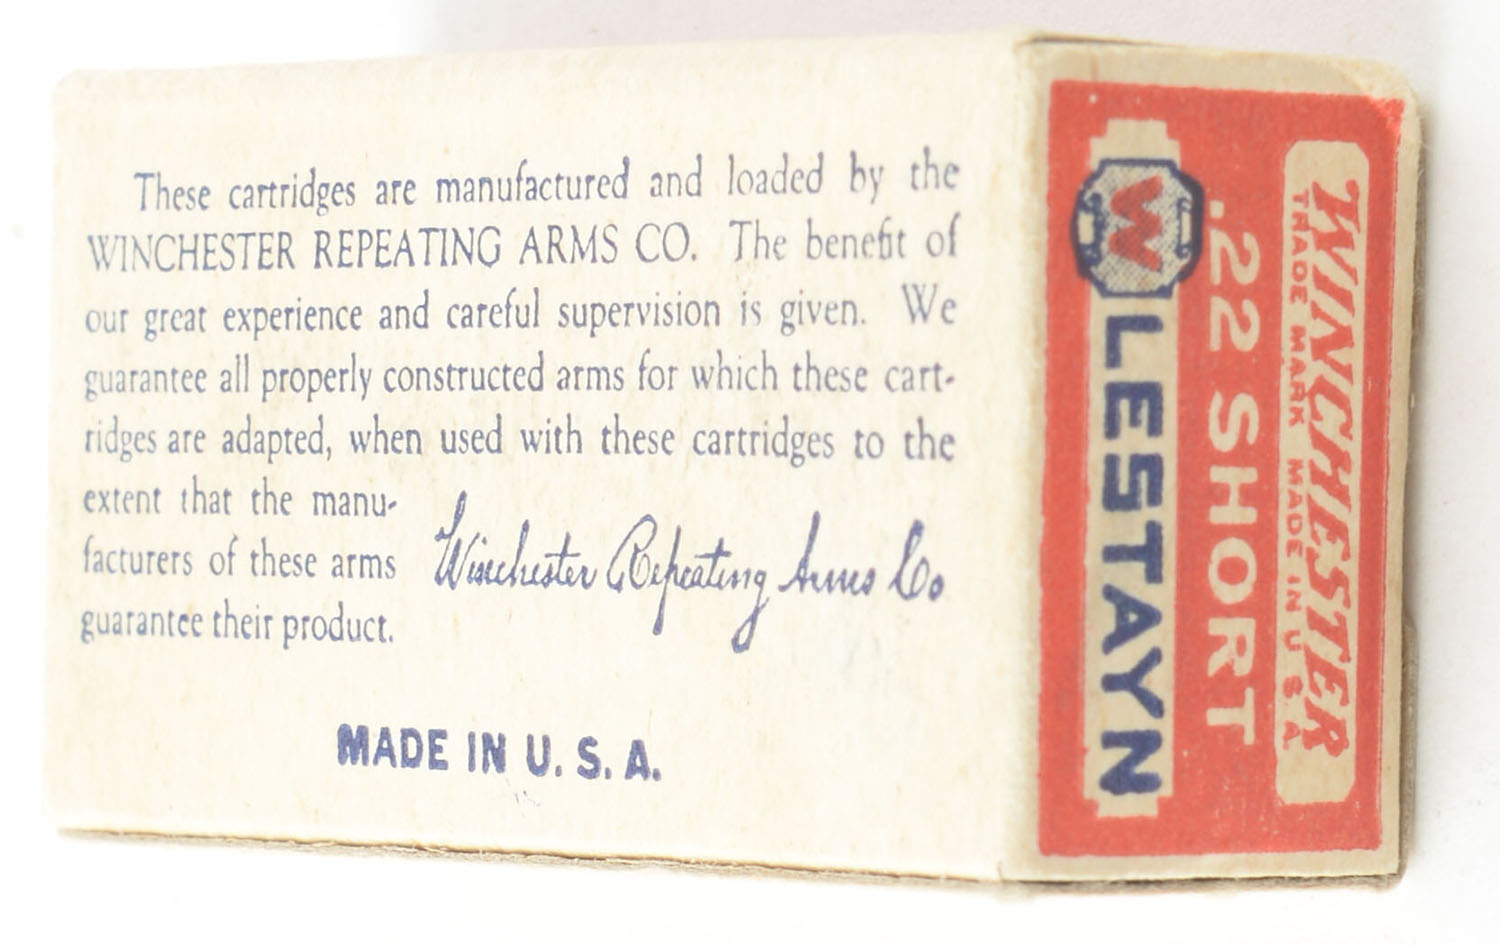 These cartridges are manufactured and loaded by the
WINCHESTER REPEATING ARMS CO. The benefit of
our great experience and careful supervision is given. We
guarantee all properly constructed arms for which these cart-
ridges are adapted, when used with these cartridges to the
extent that the manu-
facturers of these arms
guarantee their product.
Winchester Repeating Arms Co
MADE IN U. S. A.
WINCHESTER
TRADE MARK MADE IN U S A
.22 SHORT
W LESTAYN